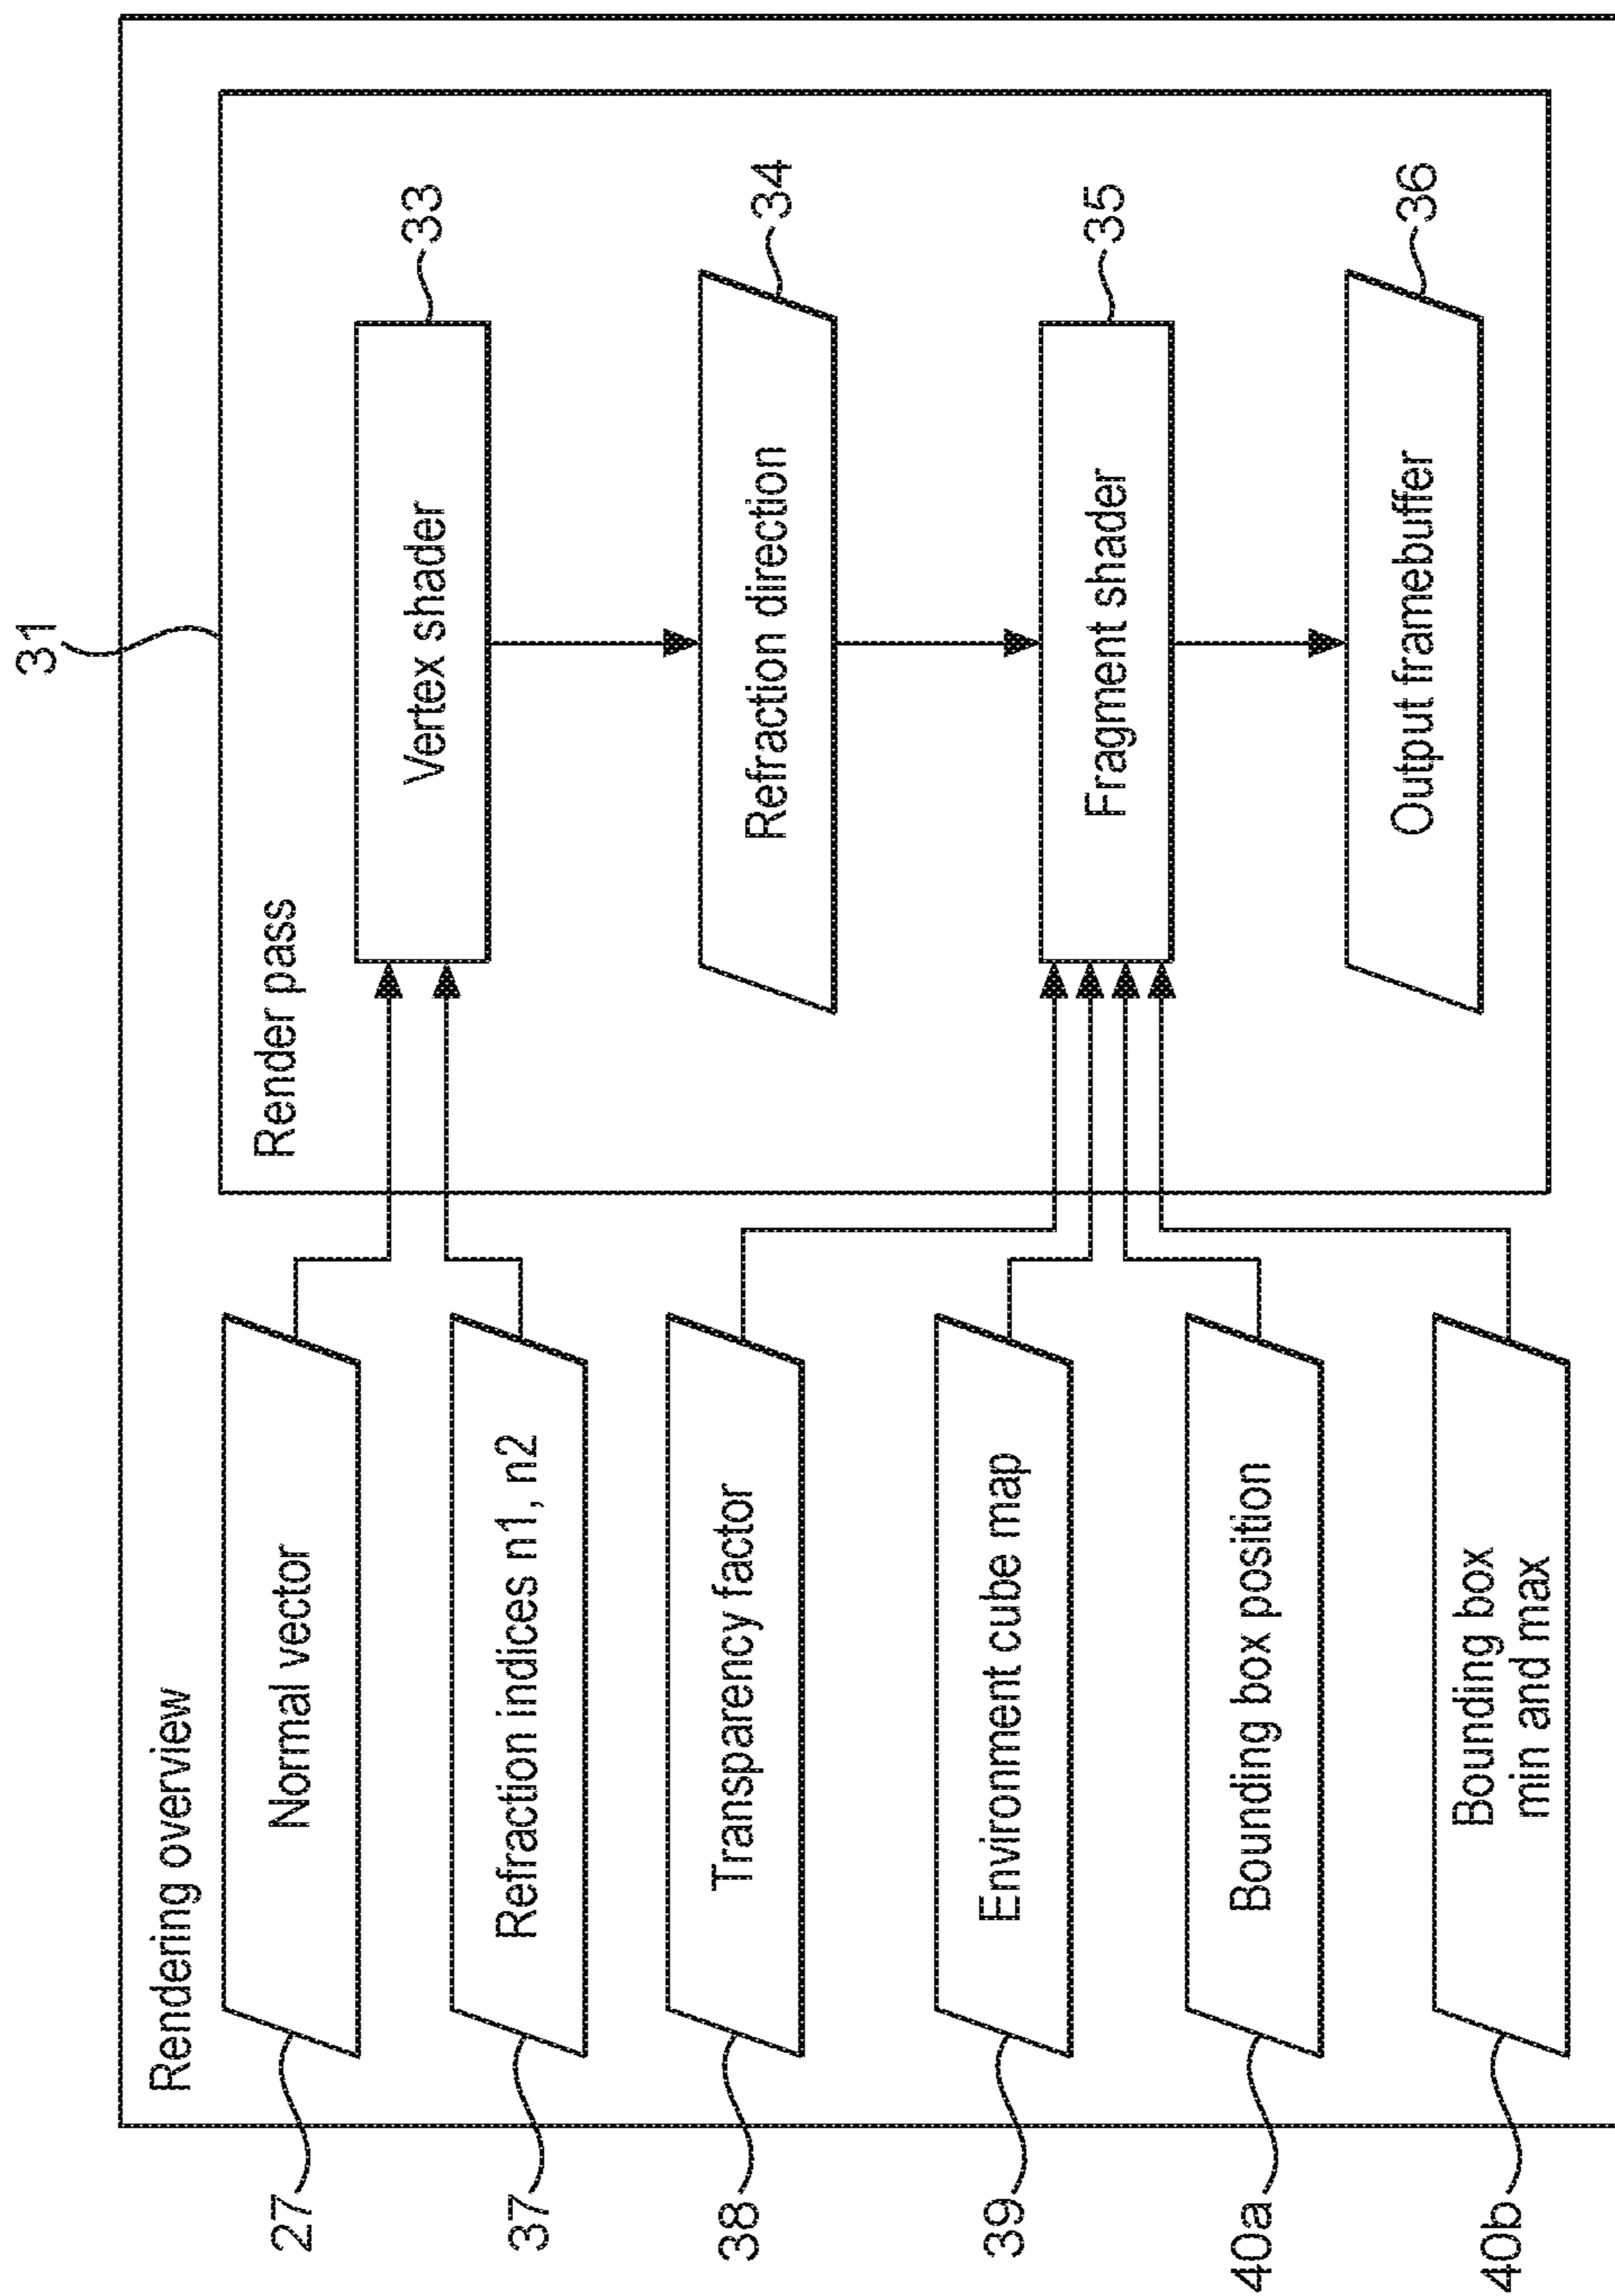 31
Rendering overview
Render pass
27
Normal vector
Vertex shader
33
37
Refraction indices n1, n2
38
Transparency factor
Refraction direction
34
39
Environment cube map
Fragment shader
35
40a
Bounding box position
40b
Bounding box
min and max
Output framebuffer
36